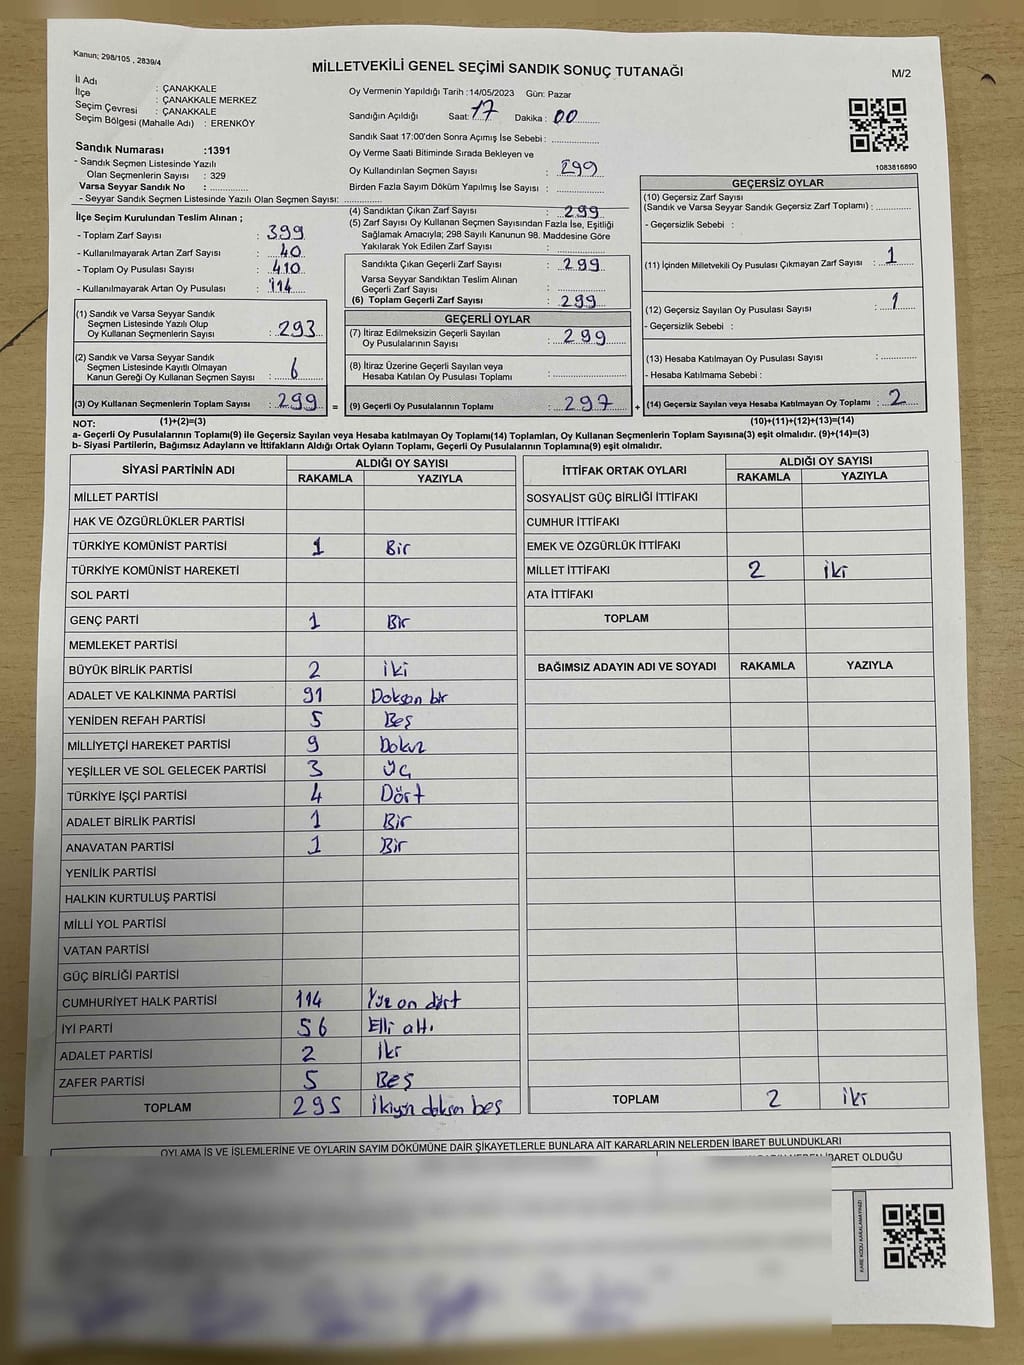 Kanun; 298/105 , 2839/4
MİLLETVEKİLİ GENEL SEÇİMİ SANDIK SONUÇ TUTANAĞI
M/2
İl Adı : ÇANAKKALE
İlçe : ÇANAKKALE MERKEZ
Seçim Çevresi : ÇANAKKALE
Seçim Bölgesi (Mahalle Adı) : ERENKÖY
Sandık Numarası :1391
- Sandık Seçmen Listesinde Yazılı
Olan Seçmenlerin Sayısı : 329
Varsa Seyyar Sandık No : ..............
- Seyyar Sandık Seçmen Listesinde Yazılı Olan Seçmen Sayısı: ..............
İlçe Seçim Kurulundan Teslim Alınan ;
- Toplam Zarf Sayısı : 399
- Kullanılmayarak Artan Zarf Sayısı : 40
- Toplam Oy Pusulası Sayısı : 410
- Kullanılmayarak Artan Oy Pusulası : 114
(1) Sandık ve Varsa Seyyar Sandık
Seçmen Listesinde Yazılı Olup
Oy Kullanan Seçmenlerin Sayısı : 293
(2) Sandık ve Varsa Seyyar Sandık
Seçmen Listesinde Kayıtlı Olmayan
Kanun Gereği Oy Kullanan Seçmen Sayısı : 6
(3) Oy Kullanan Seçmenlerin Toplam Sayısı : 299 =
Oy Vermenin Yapıldığı Tarih :14/05/2023 Gün: Pazar
Sandığın Açıldığı Saat: 17 Dakika : 00
Sandık Saat 17:00'den Sonra Açımış İse Sebebi : ..............
Oy Verme Saati Bitiminde Sırada Bekleyen ve
Oy Kullandırılan Seçmen Sayısı : 299
Birden Fazla Sayım Döküm Yapılmış İse Sayısı : ..............
(4) Sandıktan Çıkan Zarf Sayısı : 299
(5) Zarf Sayısı Oy Kullanan Seçmen Sayısından Fazla İse, Eşitliği
Sağlamak Amacıyla; 298 Sayılı Kanunun 98. Maddesine Göre
Yakılarak Yok Edilen Zarf Sayısı : ..............
Sandıkta Çıkan Geçerli Zarf Sayısı : 299
Varsa Seyyar Sandıktan Teslim Alınan
Geçerli Zarf Sayısı : ..............
(6) Toplam Geçerli Zarf Sayısı : 299
GEÇERLİ OYLAR
(7) İtiraz Edilmeksizin Geçerli Sayılan
Oy Pusulalarının Sayısı : 299
(8) İtiraz Üzerine Geçerli Sayılan veya
Hesaba Katılan Oy Pusulası Toplamı : ..............
(9) Geçerli Oy Pusulalarının Toplamı : 297 +
1083816890
GEÇERSİZ OYLAR
(10) Geçersiz Zarf Sayısı
(Sandık ve Varsa Seyyar Sandık Geçersiz Zarf Toplamı) : ..............
- Geçersizlik Sebebi :
(11) İçinden Milletvekili Oy Pusulası Çıkmayan Zarf Sayısı : 1
(12) Geçersiz Sayılan Oy Pusulası Sayısı : 1
- Geçersizlik Sebebi :
(13) Hesaba Katılmayan Oy Pusulası Sayısı : ..............
- Hesaba Katılmama Sebebi :
(14) Geçersiz Sayılan veya Hesaba Katılmayan Oy Toplamı : 2
NOT: (1)+(2)=(3) (10)+(11)+(12)+(13)=(14)
a- Geçerli Oy Pusulalarının Toplamı(9) ile Geçersiz Sayılan veya Hesaba katılmayan Oy Toplamı(14) Toplamları, Oy Kullanan Seçmenlerin Toplam Sayısına(3) eşit olmalıdır. (9)+(14)=(3)
b- Siyasi Partilerin, Bağımsız Adayların ve İttifakların Aldığı Ortak Oyların Toplamı, Geçerli Oy Pusulalarının Toplamına(9) eşit olmalıdır.
SİYASİ PARTİNİN ADI ALDIĞI OY SAYISI
RAKAMLA YAZIYLA
MİLLET PARTİSİ
HAK VE ÖZGÜRLÜKLER PARTİSİ
TÜRKİYE KOMÜNİST PARTİSİ 1 Bir
TÜRKİYE KOMÜNİST HAREKETİ
SOL PARTİ
GENÇ PARTİ 1 Bir
MEMLEKET PARTİSİ
BÜYÜK BİRLİK PARTİSİ 2 iki
ADALET VE KALKINMA PARTİSİ 91 Doksan bir
YENİDEN REFAH PARTİSİ 5 Beş
MİLLİYETÇİ HAREKET PARTİSİ 9 Dokuz
YEŞİLLER VE SOL GELECEK PARTİSİ 3 Üç
TÜRKİYE İŞÇİ PARTİSİ 4 Dört
ADALET BİRLİK PARTİSİ 1 Bir
ANAVATAN PARTİSİ 1 Bir
YENİLİK PARTİSİ
HALKIN KURTULUŞ PARTİSİ
MİLLİ YOL PARTİSİ
VATAN PARTİSİ
GÜÇ BİRLİĞİ PARTİSİ
CUMHURİYET HALK PARTİSİ 114 Yüz on dört
İYİ PARTİ 56 Elli altı
ADALET PARTİSİ 2 İki
ZAFER PARTİSİ 5 Beş
TOPLAM 295 İkiyüz doksan beş
İTTİFAK ORTAK OYLARI ALDIĞI OY SAYISI
RAKAMLA YAZIYLA
SOSYALİST GÜÇ BİRLİĞİ İTTİFAKI
CUMHUR İTTİFAKI
EMEK VE ÖZGÜRLÜK İTTİFAKI
MİLLET İTTİFAKI 2 iki
ATA İTTİFAKI
TOPLAM
BAĞIMSIZ ADAYIN ADI VE SOYADI RAKAMLA YAZIYLA
TOPLAM 2 iki
OYLAMA İŞ VE İŞLEMLERİNE VE OYLARIN SAYIM DÖKÜMÜNE DAİR ŞİKAYETLERLE BUNLARA AİT KARARLARIN NELERDEN İBARET BULUNDUKLARI
İBARET OLDUĞU
KARE KODU KARALAMAYINIZ!